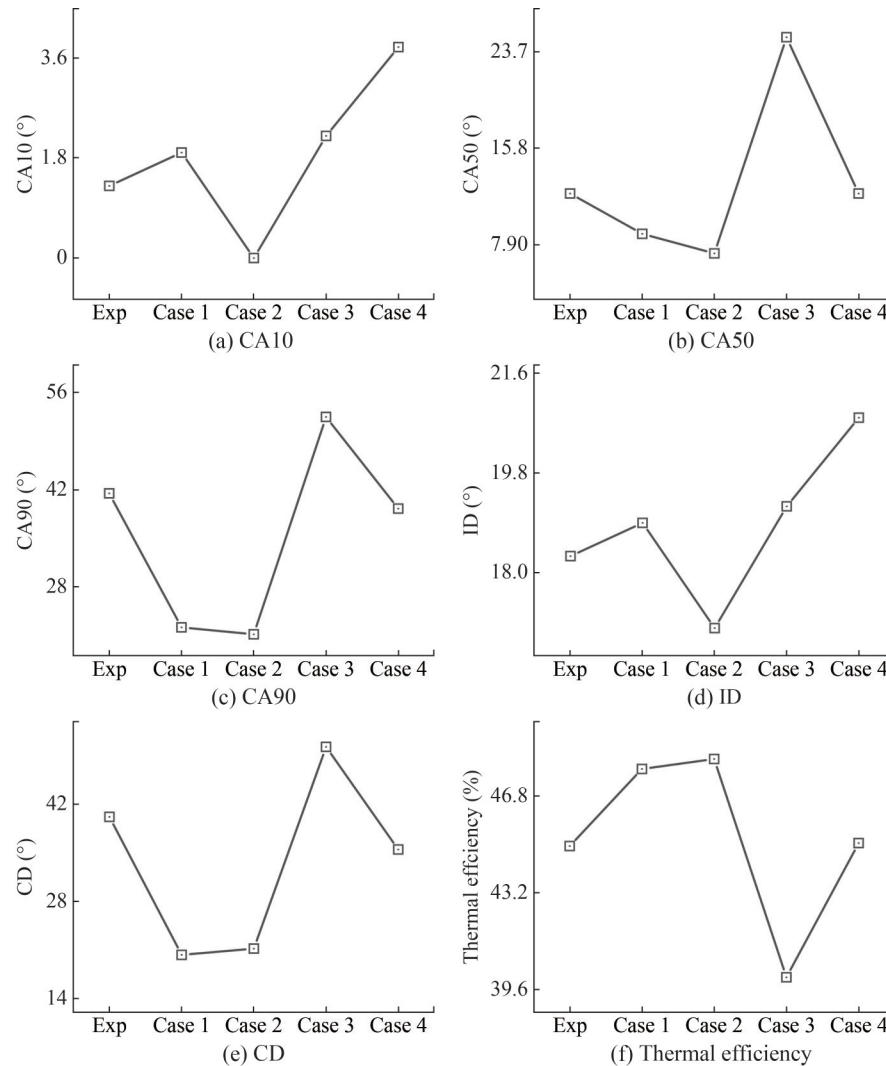 3.6
1.8
0
CA10 (°)
Exp Case 1 Case 2 Case 3 Case 4
(a) CA10
23.7
15.8
7.90
CA50 (°)
Exp Case 1 Case 2 Case 3 Case 4
(b) CA50
56
42
28
CA90 (°)
Exp Case 1 Case 2 Case 3 Case 4
(c) CA90
21.6
19.8
18.0
ID (°)
Exp Case 1 Case 2 Case 3 Case 4
(d) ID
42
28
14
CD (°)
Exp Case 1 Case 2 Case 3 Case 4
(e) CD
46.8
43.2
39.6
Thermal effciency (%)
Exp Case 1 Case 2 Case 3 Case 4
(f) Thermal efficiency